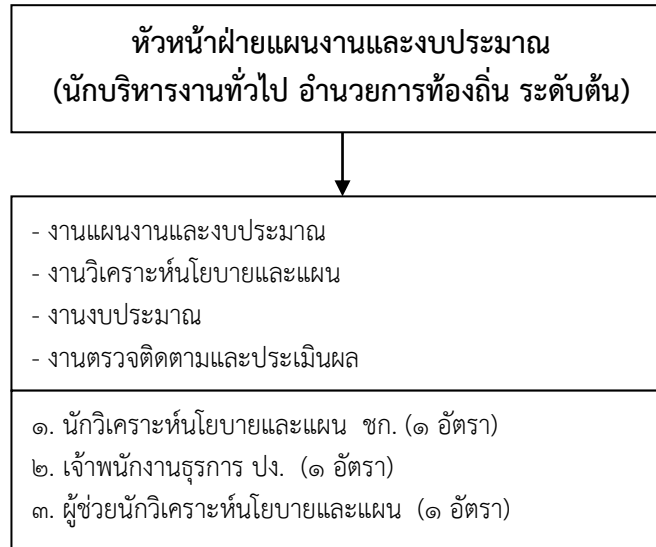 หัวหน้าฝ่ายแผนงานและงบประมาณ
(นักบริหารงานทั่วไป อำนวยการท้องถิ่น ระดับต้น)
- งานแผนงานและงบประมาณ
- งานวิเคราะห์นโยบายและแผน
- งานงบประมาณ
- งานตรวจติดตามและประเมินผล
๑. นักวิเคราะห์นโยบายและแผน ชก. (๑ อัตรา)
๒. เจ้าพนักงานธุรการ ปง. (๑ อัตรา)
๓. ผู้ช่วยนักวิเคราะห์นโยบายและแผน (๑ อัตรา)